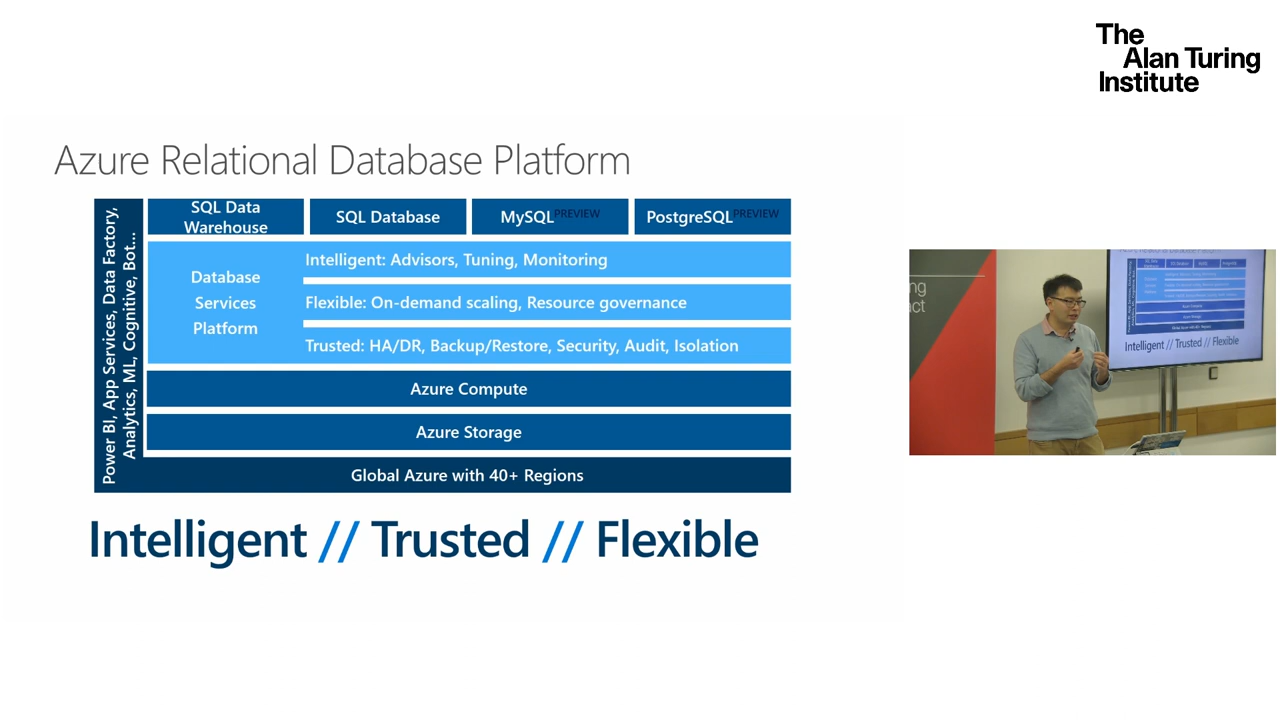 The
Alan Turing
Institute
Azure Relational Database Platform
Power BI, App Services, Data Factory,
Analytics, ML, Cognitive, Bot...
SQL Data
Warehouse
SQL Database
MySQL PREVIEW
PostgreSQL PREVIEW
Database
Services
Platform
Intelligent: Advisors, Tuning, Monitoring
Flexible: On-demand scaling, Resource governance
Trusted: HA/DR, Backup/Restore, Security, Audit, Isolation
Azure Compute
Azure Storage
Global Azure with 40+ Regions
Intelligent // Trusted // Flexible
Intelligent // Trusted // Flexible